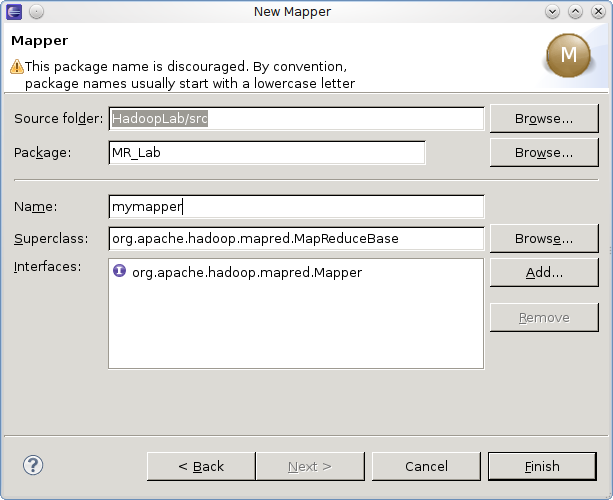 New Mapper
Mapper
M
This package name is discouraged. By convention,
package names usually start with a lowercase letter
Source folder: HadoopLab/src Browse...
Package: MR_Lab Browse...
Name: mymapper
Superclass: org.apache.hadoop.mapred.MapReduceBase Browse...
Interfaces: I org.apache.hadoop.mapred.Mapper Add...
Remove
? < Back Next > Cancel Finish